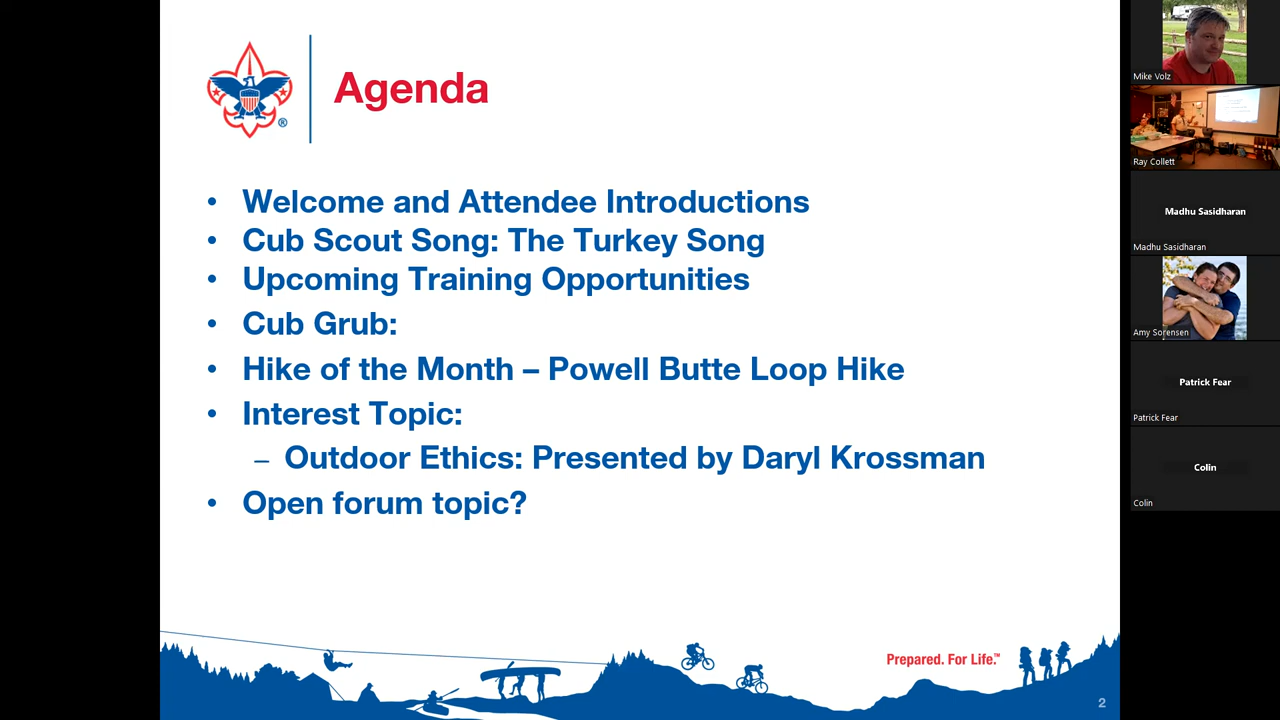 Agenda
®
• Welcome and Attendee Introductions
• Cub Scout Song: The Turkey Song
• Upcoming Training Opportunities
• Cub Grub:
• Hike of the Month – Powell Butte Loop Hike
• Interest Topic:
– Outdoor Ethics: Presented by Daryl Krossman
• Open forum topic?
Prepared. For Life.™
2
Mike Volz
Ray Collett
Madhu Sasidharan
Madhu Sasidharan
Amy Sorensen
Patrick Fear
Patrick Fear
Colin
Colin